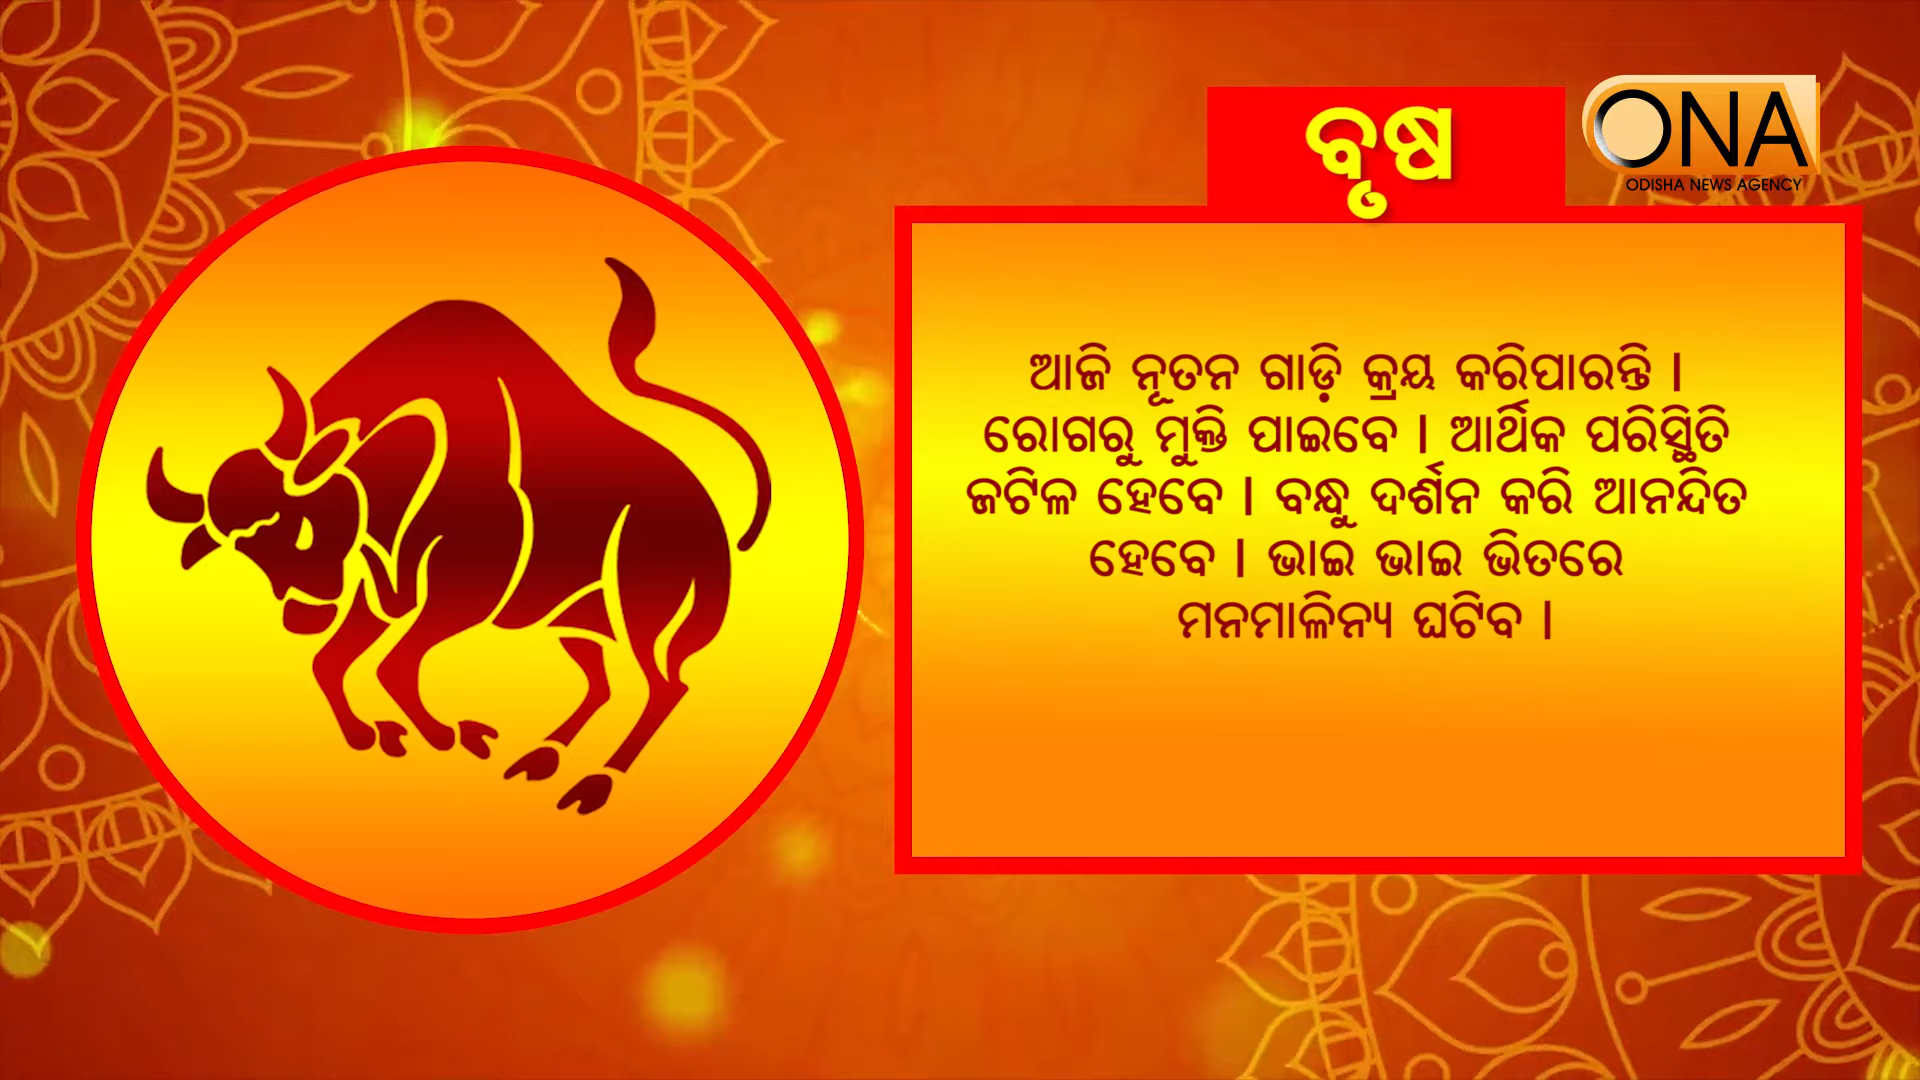 ବୃଷ
ONA
ODISHA NEWS AGENCY
ଆଜି ନୂତନ ଗାଡ଼ି କ୍ରୟ କରିପାରନ୍ତି |
ରୋଗରୁ ମୁକ୍ତି ପାଇବେ | ଆର୍ଥିକ ପରିସ୍ଥିତି
ଜଟିଳ ହେବେ | ବନ୍ଧୁ ଦର୍ଶନ କରି ଆନନ୍ଦିତ
ହେବେ | ଭାଇ ଭାଇ ଭିତରେ
ମନମାଳିନ୍ୟ ଘଟିବ |